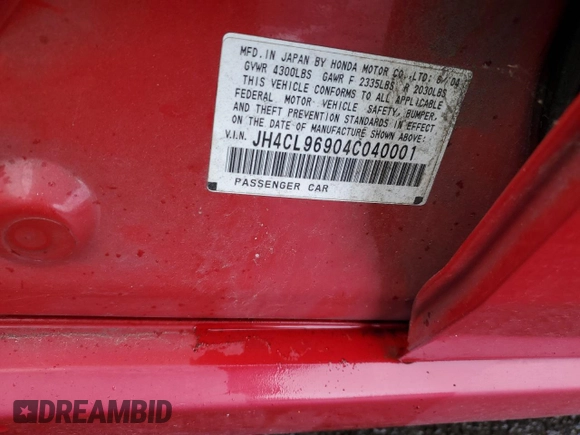 MFD. IN JAPAN BY HONDA MOTOR CO., LTD: 8/04
GVWR 4300LBS GAWR F 2335LBS R 2030LBS
THIS VEHICLE CONFORMS TO ALL APPLICABLE
FEDERAL MOTOR VEHICLE SAFETY, BUMPER,
AND THEFT PREVENTION STANDARDS IN EFFECT
ON THE DATE OF MANUFACTURE SHOWN ABOVE.
V.I.N. JH4CL96904C040001
PASSENGER CAR
DREAMBID